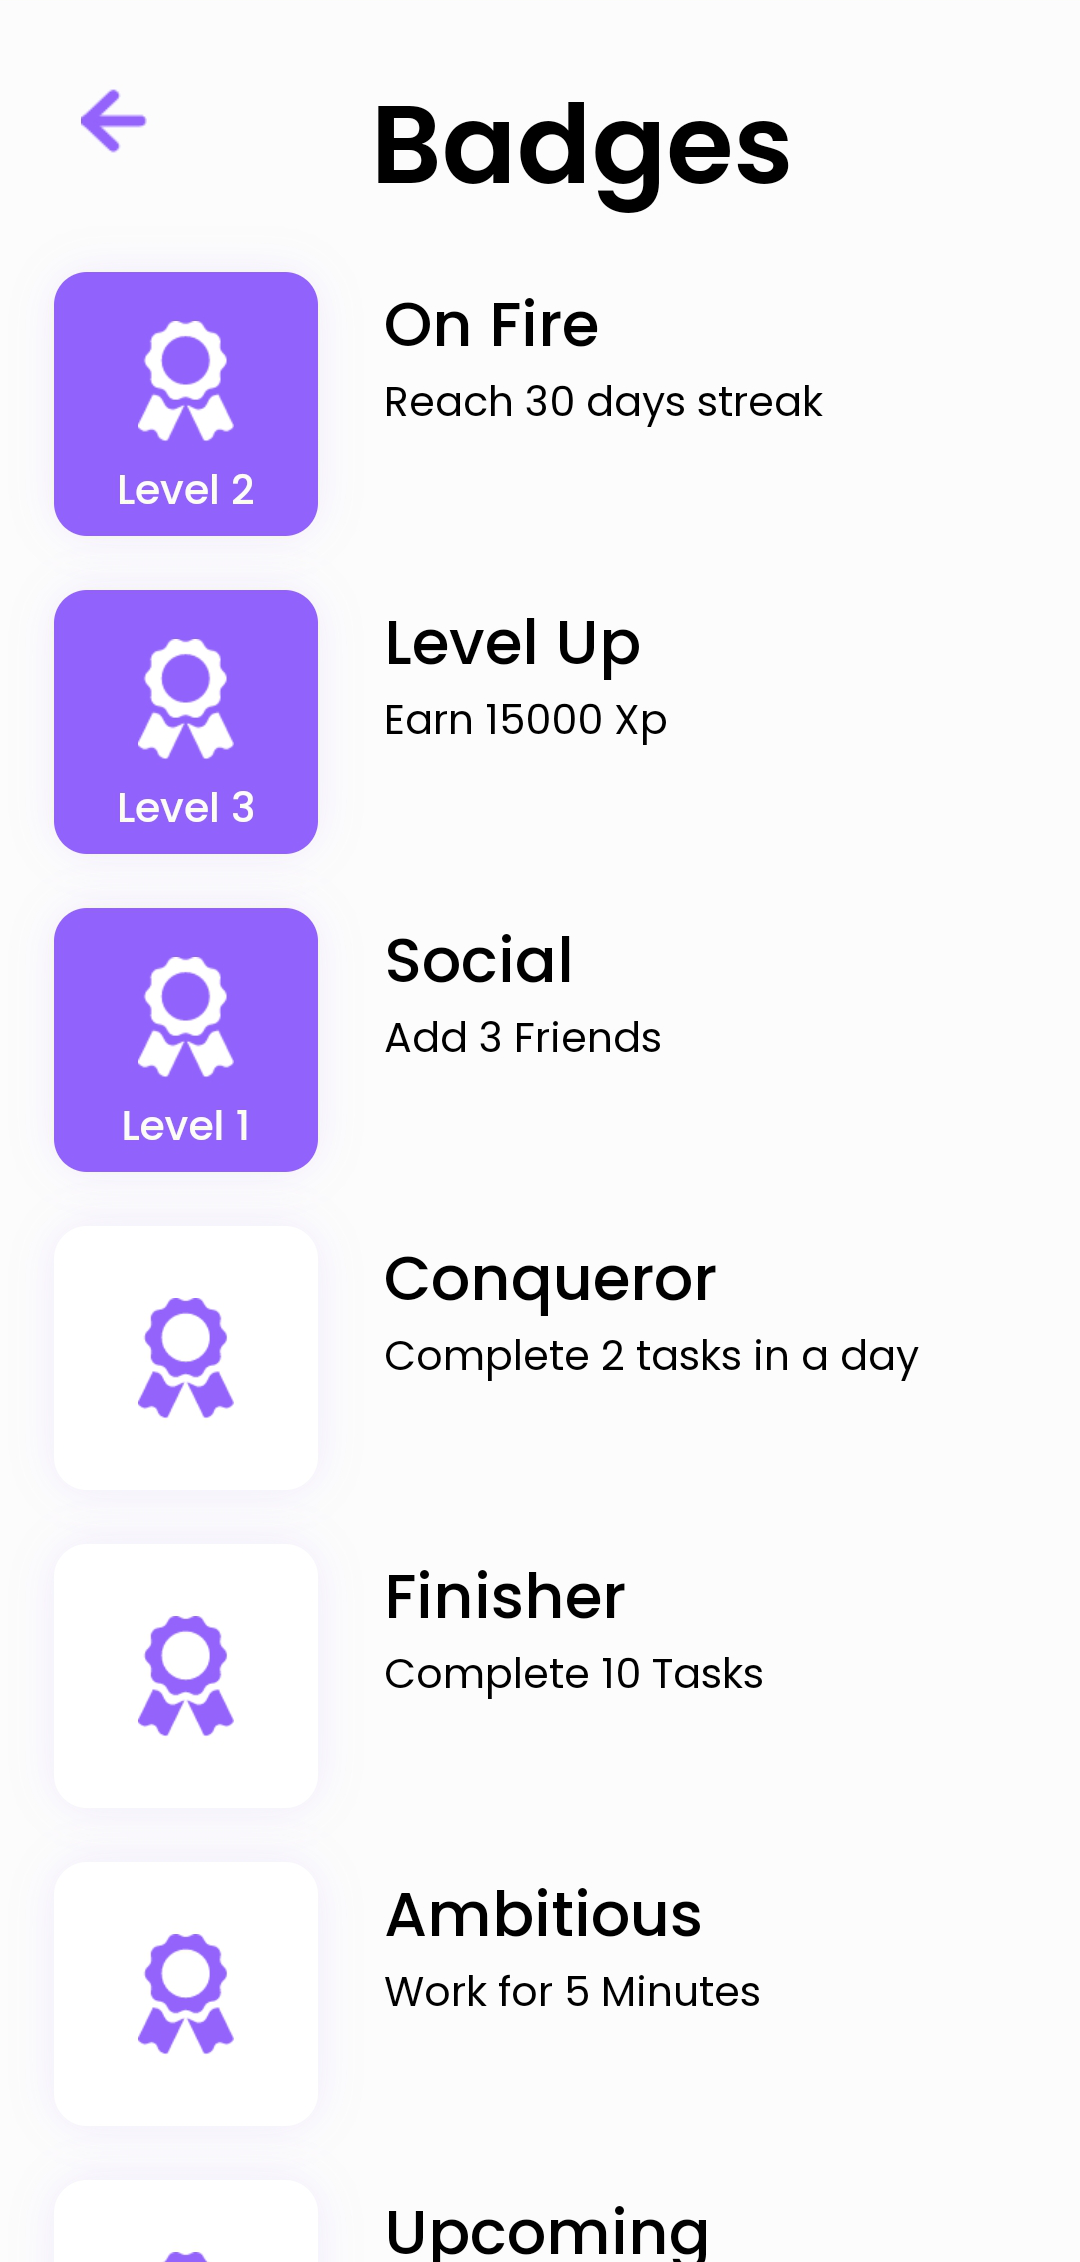 Badges
On Fire
Reach 30 days streak
Level 2
Level Up
Earn 15000 Xp
Level 3
Social
Add 3 Friends
Level 1
Conqueror
Complete 2 tasks in a day
Finisher
Complete 10 Tasks
Ambitious
Work for 5 Minutes
Upcoming